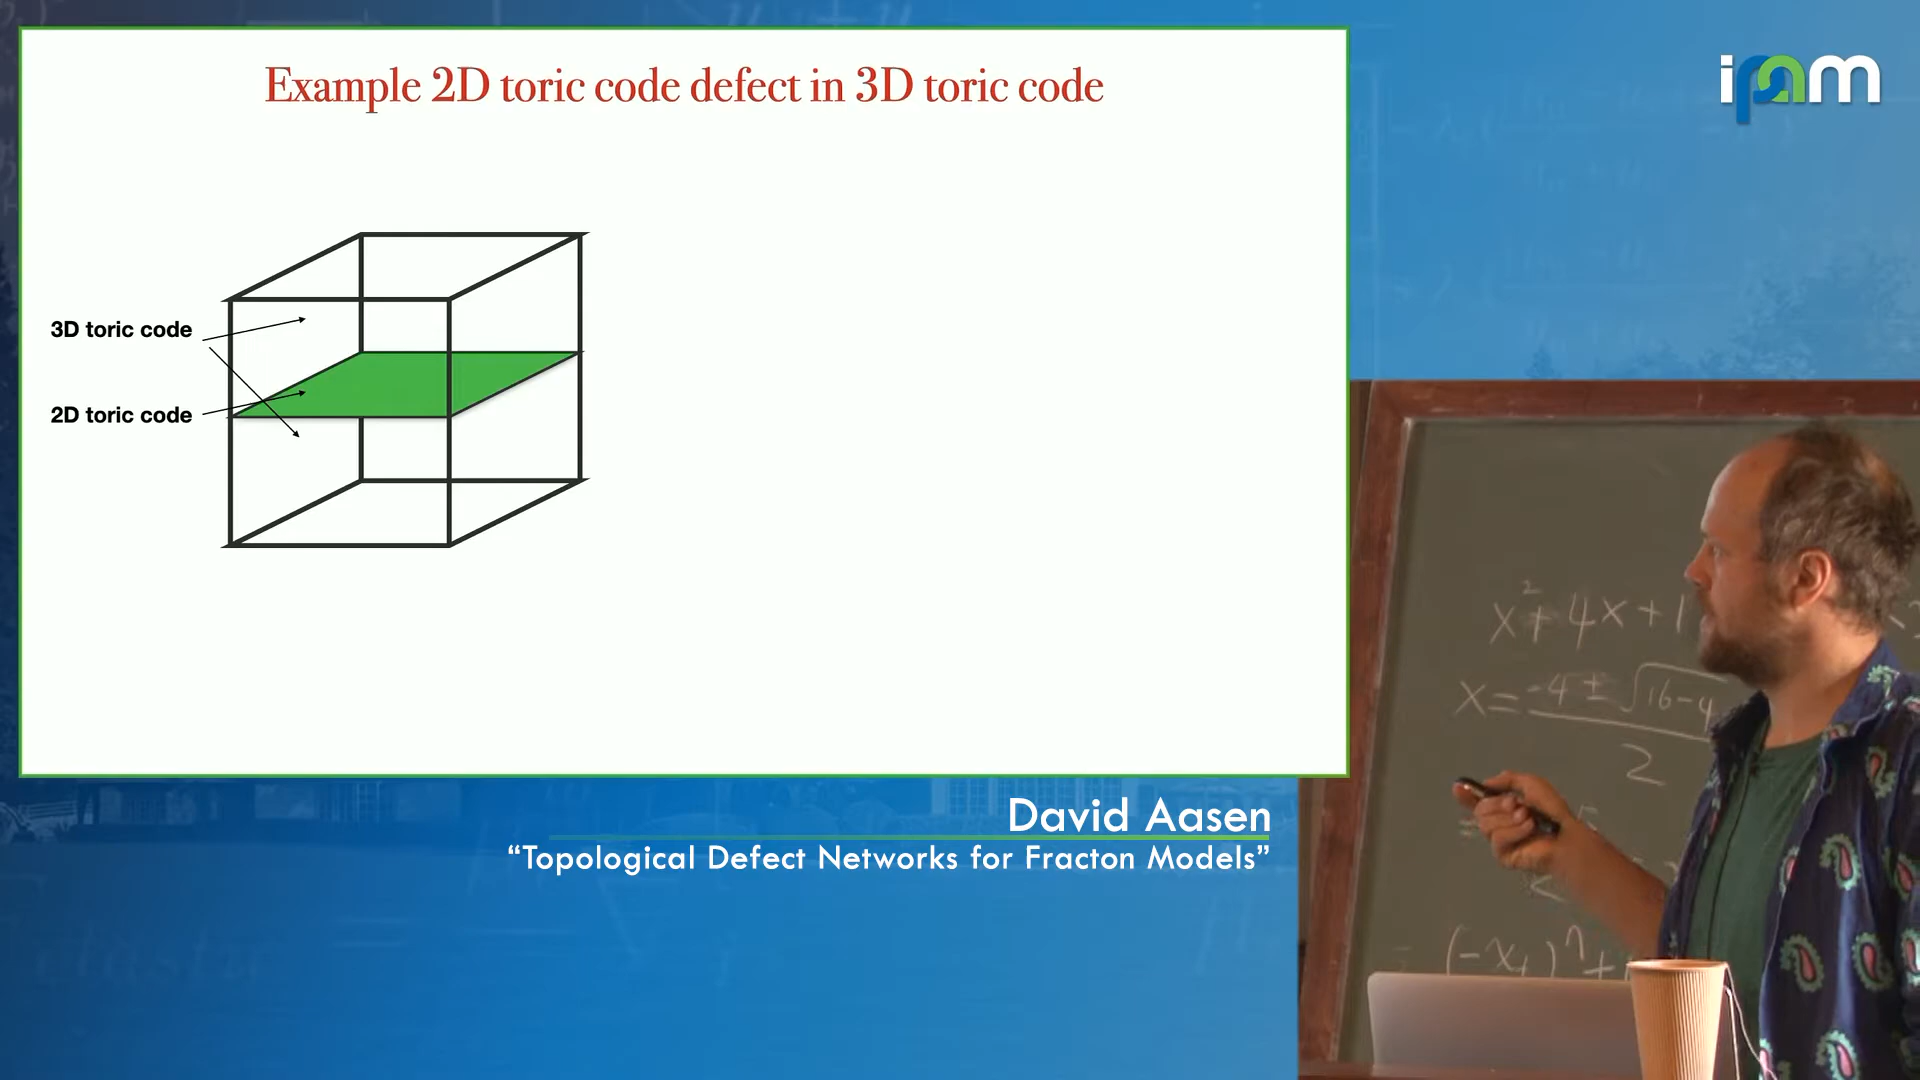 Example 2D toric code defect in 3D toric code
ipam
3D toric code
2D toric code
x² + 4x + 1
x = -4 ± √16-4
2
(-x₁)ⁿ +
David Aasen
“Topological Defect Networks for Fracton Models”